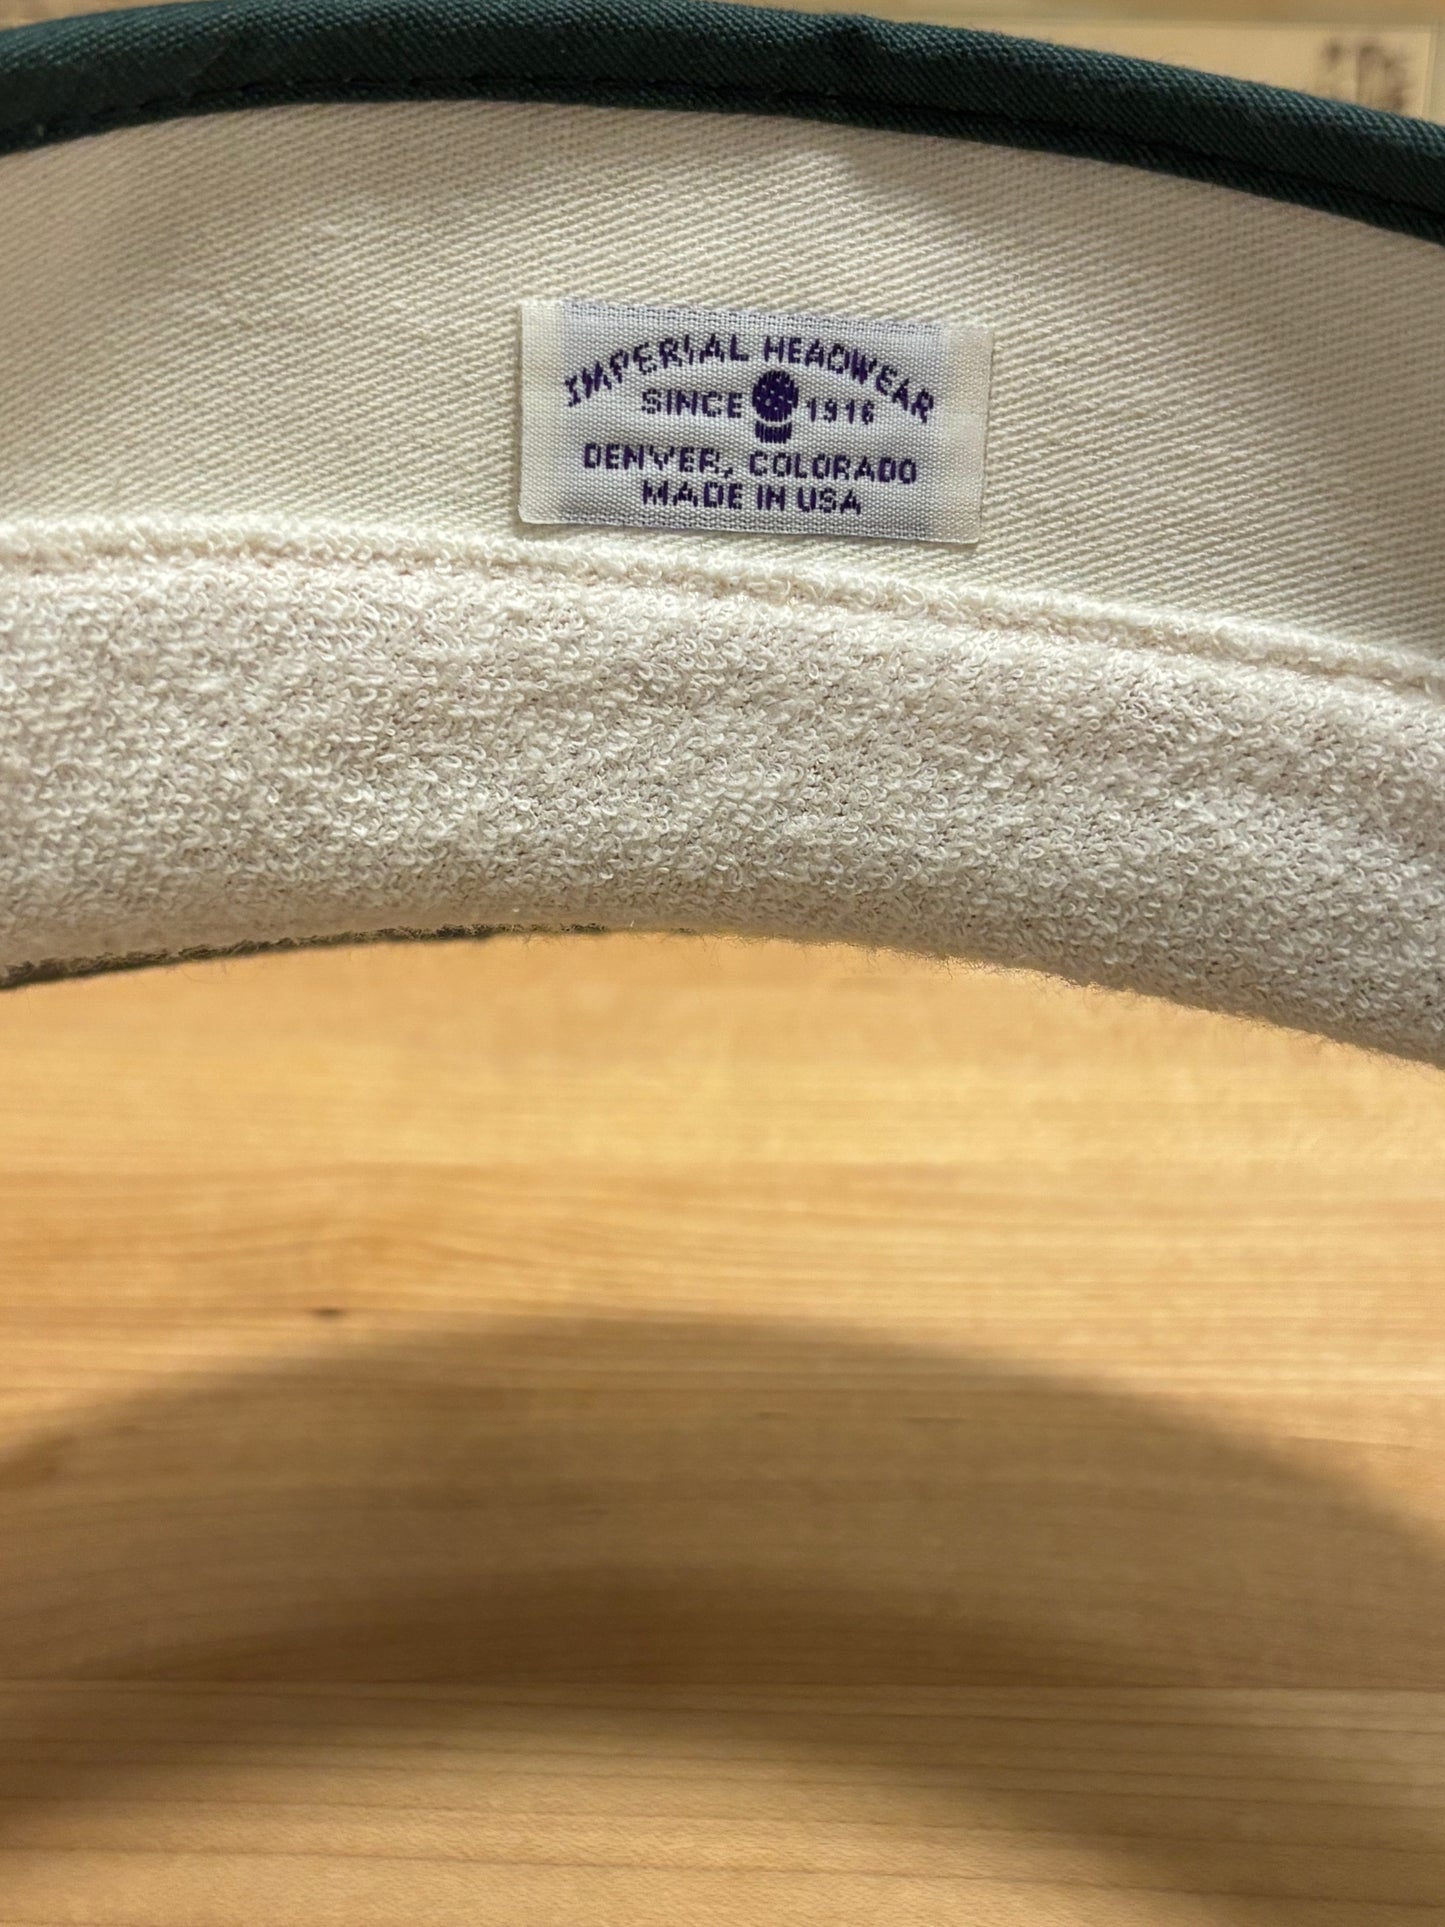 IMPERIAL HEADWEAR
SINCE 1916
DENVER, COLORADO
MADE IN USA